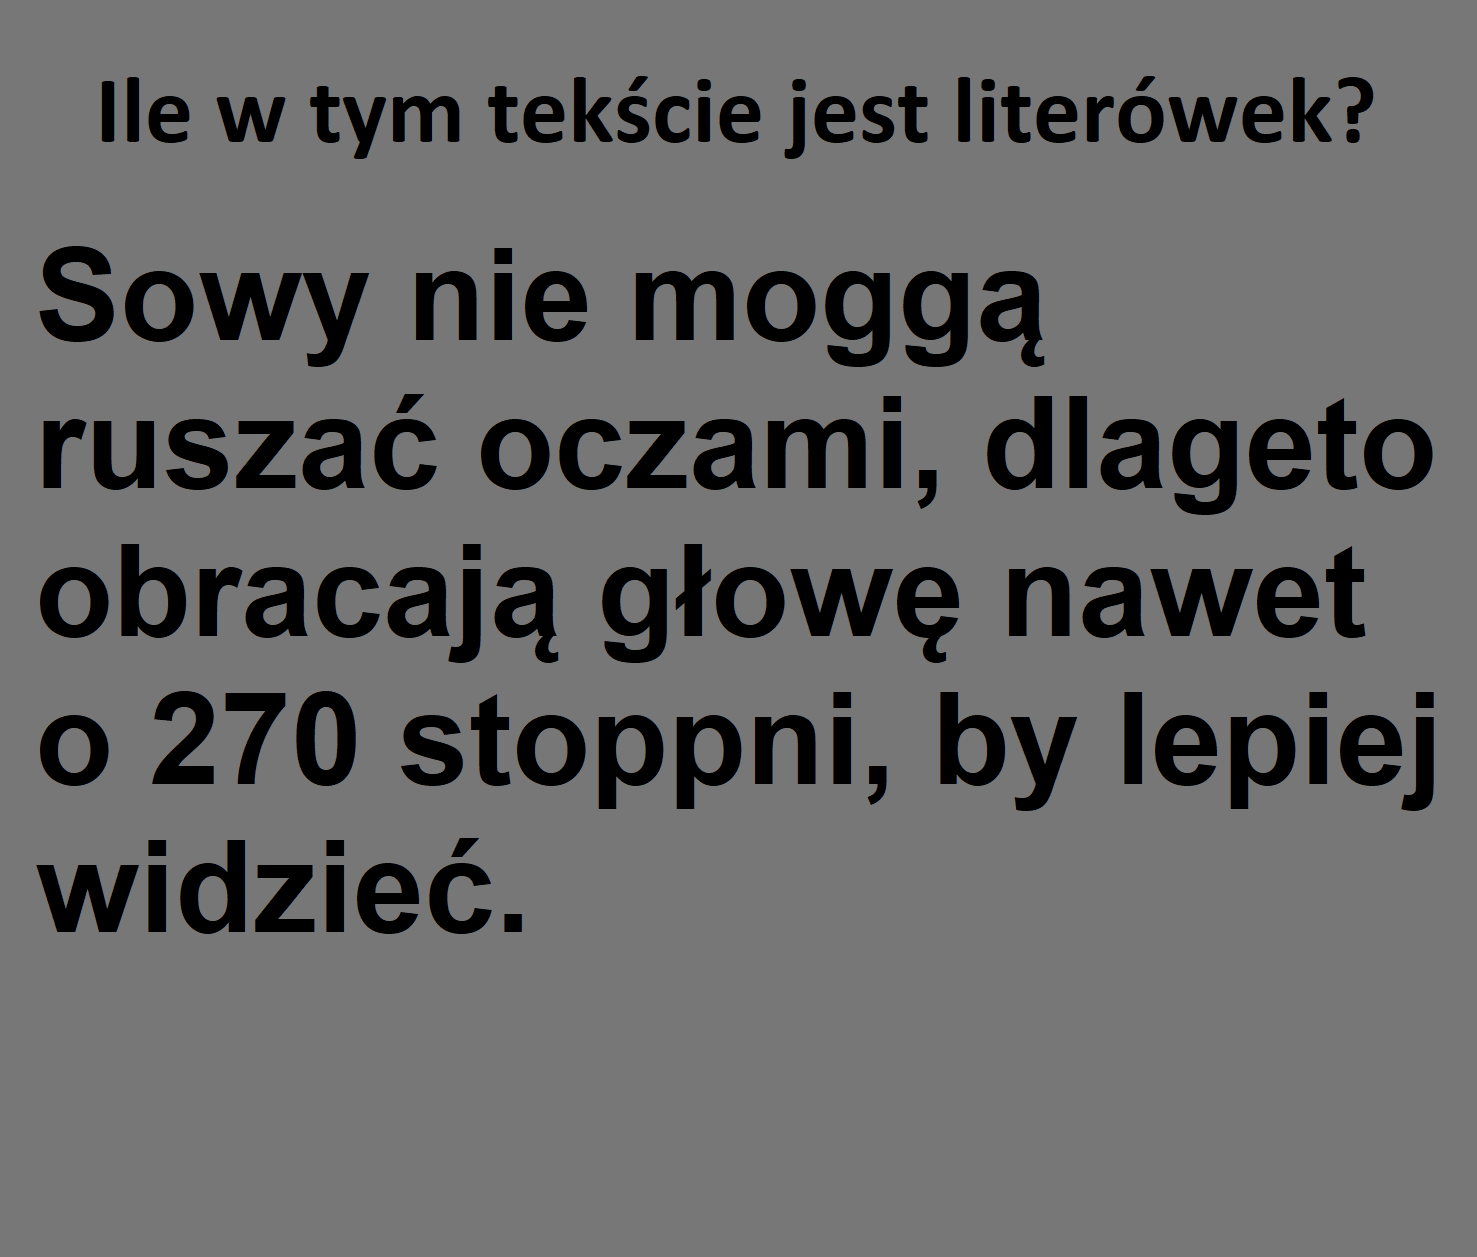 Ile w tym tekście jest literówek?
Sowy nie moggą
ruszać oczami, dlageto
obracają głowę nawet
o 270 stoppni, by lepiej
widzieć.